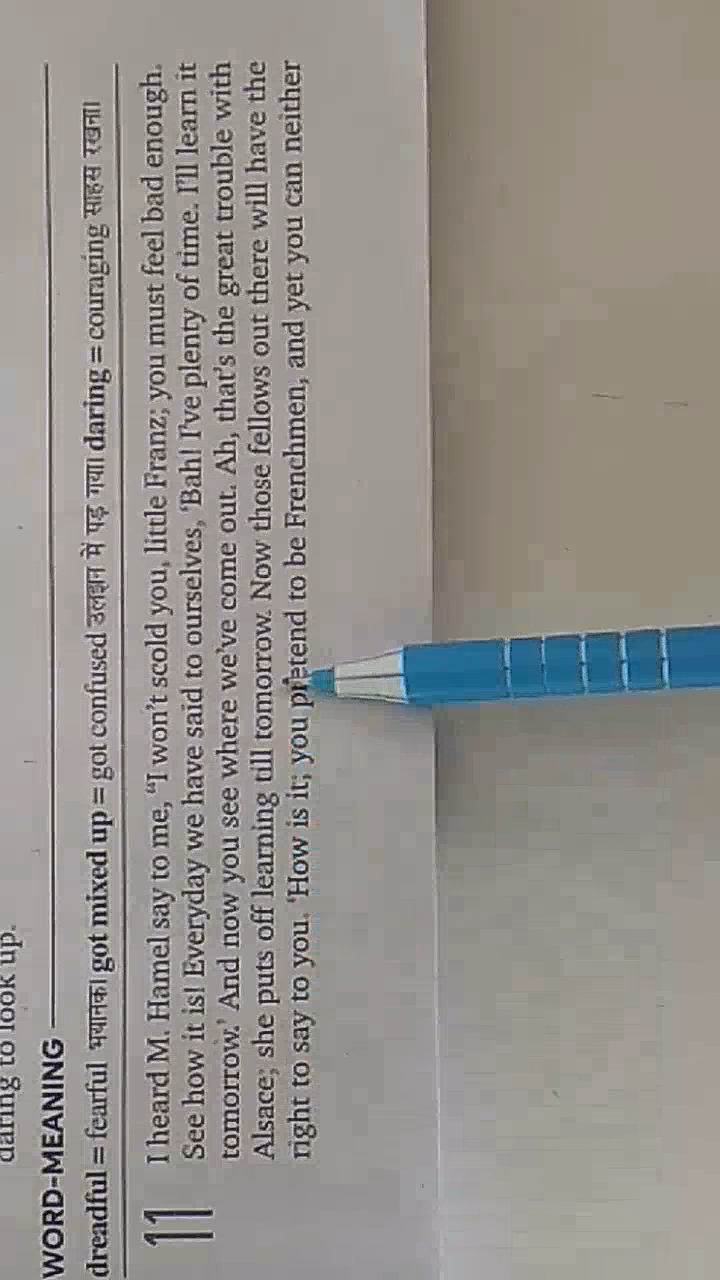 daring to look up.
WORD-MEANING
dreadful = fearful भयानक। got mixed up = got confused उलझन में पड़ गया। daring = couraging साहस रखना।
11 I heard M. Hamel say to me, “I won't scold you, little Franz; you must feel bad enough.
See how it is! Everyday we have said to ourselves, 'Bah! I've plenty of time. I'll learn it
tomorrow.' And now you see where we've come out. Ah, that's the great trouble with
Alsace; she puts off learning till tomorrow. Now those fellows out there will have the
right to say to you. 'How is it; you pretend to be Frenchmen, and yet you can neither